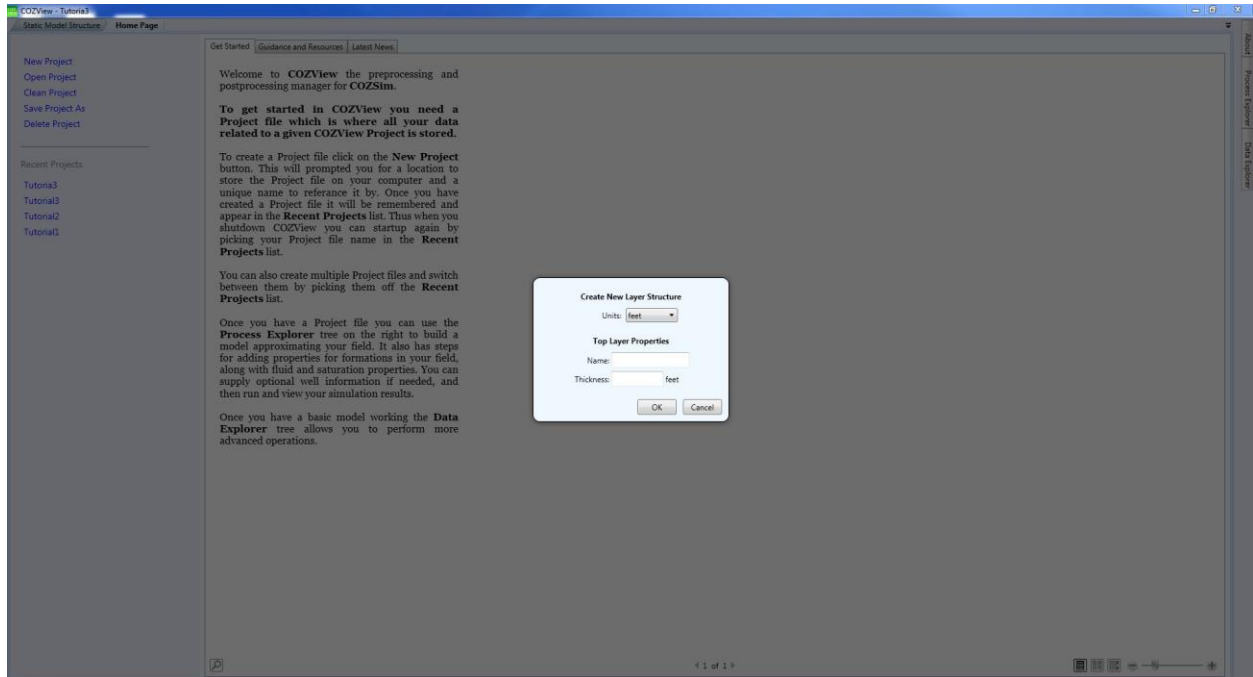 COZView - Tutoria3
Static Model Structure
Home Page
New Project
Open Project
Clean Project
Save Project As
Delete Project
Recent Projects
Tutoria3
Tutorial3
Tutorial2
Tutorial1
Get Started
Guidance and Resources
Latest News
Welcome to COZView the preprocessing and
postprocessing manager for COZSim.
To get started in COZView you need a
Project file which is where all your data
related to a given COZView Project is stored.
To create a Project file click on the New Project
button. This will prompted you for a location to
store the Project file on your computer and a
unique name to referance it by. Once you have
created a Project file it will be remembered and
appear in the Recent Projects list. Thus when you
shutdown COZView you can startup again by
picking your Project file name in the Recent
Projects list.
You can also create multiple Project files and switch
between them by picking them off the Recent
Projects list.
Once you have a Project file you can use the
Process Explorer tree on the right to build a
model approximating your field. It also has steps
for adding properties for formations in your field,
along with fluid and saturation properties. You can
supply optional well information if needed, and
then run and view your simulation results.
Once you have a basic model working the Data
Explorer tree allows you to perform more
advanced operations.
Create New Layer Structure
Units: feet
Top Layer Properties
Name:
Thickness: feet
OK Cancel
1 of 1
About
Process Explorer
Data Explorer